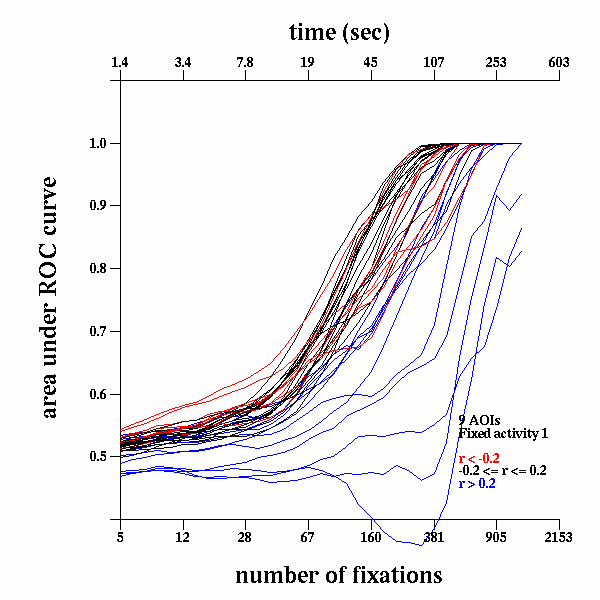 time (sec)
1.4 3.4 7.8 19 45 107 253 603
area under ROC curve
1.0
0.9
0.8
0.7
0.6
0.5
9 AOIs
Fixed activity 1
r < -0.2
-0.2 <= r <= 0.2
r > 0.2
5 12 28 67 160 381 905 2153
number of fixations